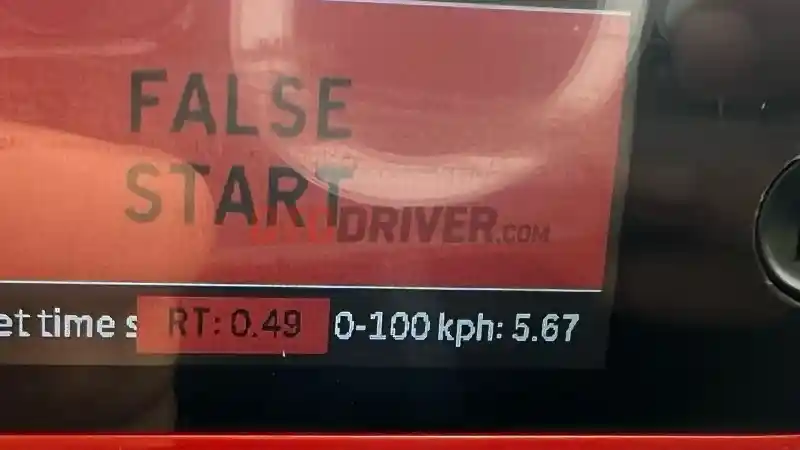 FALSE
START
DRIVER.COM
et time s RT: 0.49 0-100 kph: 5.67